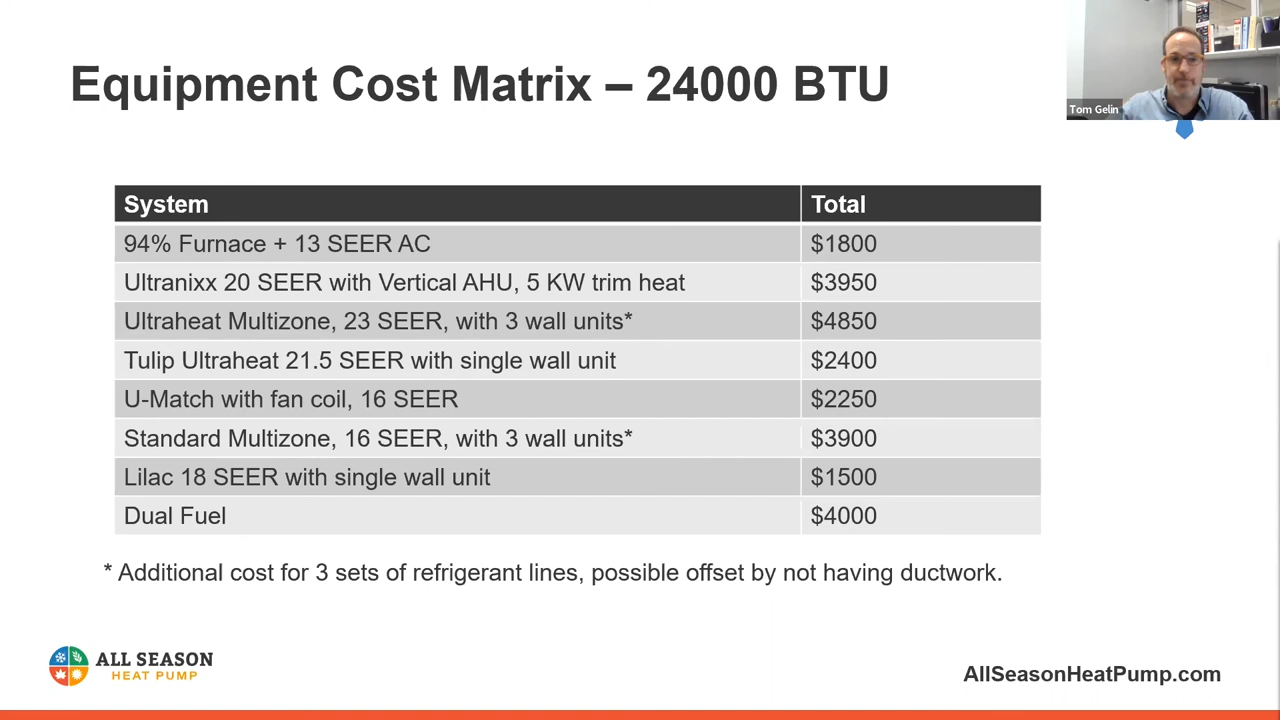 Equipment Cost Matrix – 24000 BTU
Tom Gelin
System Total
94% Furnace + 13 SEER AC $1800
Ultranixx 20 SEER with Vertical AHU, 5 KW trim heat $3950
Ultraheat Multizone, 23 SEER, with 3 wall units* $4850
Tulip Ultraheat 21.5 SEER with single wall unit $2400
U-Match with fan coil, 16 SEER $2250
Standard Multizone, 16 SEER, with 3 wall units* $3900
Lilac 18 SEER with single wall unit $1500
Dual Fuel $4000
* Additional cost for 3 sets of refrigerant lines, possible offset by not having ductwork.
ALL SEASON
HEAT PUMP
AllSeasonHeatPump.com